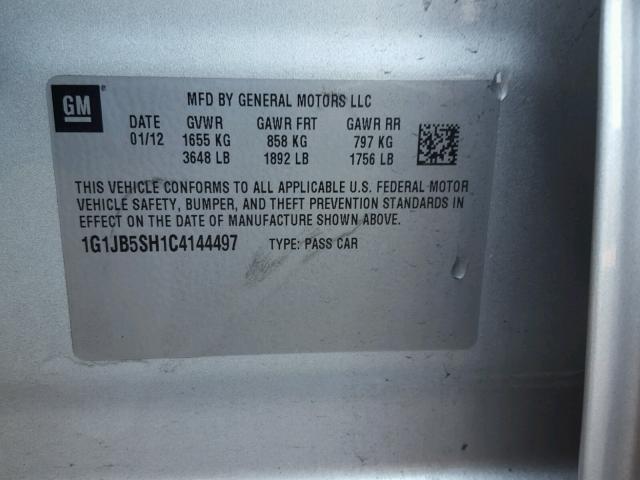 GM
®
MFD BY GENERAL MOTORS LLC
DATE GVWR GAWR FRT GAWR RR
01/12 1655 KG 858 KG 797 KG
3648 LB 1892 LB 1756 LB
THIS VEHICLE CONFORMS TO ALL APPLICABLE U.S. FEDERAL MOTOR
VEHICLE SAFETY, BUMPER, AND THEFT PREVENTION STANDARDS IN
EFFECT ON THE DATE OF MANUFACTURE SHOWN ABOVE.
1G1JB5SH1C4144497 TYPE: PASS CAR